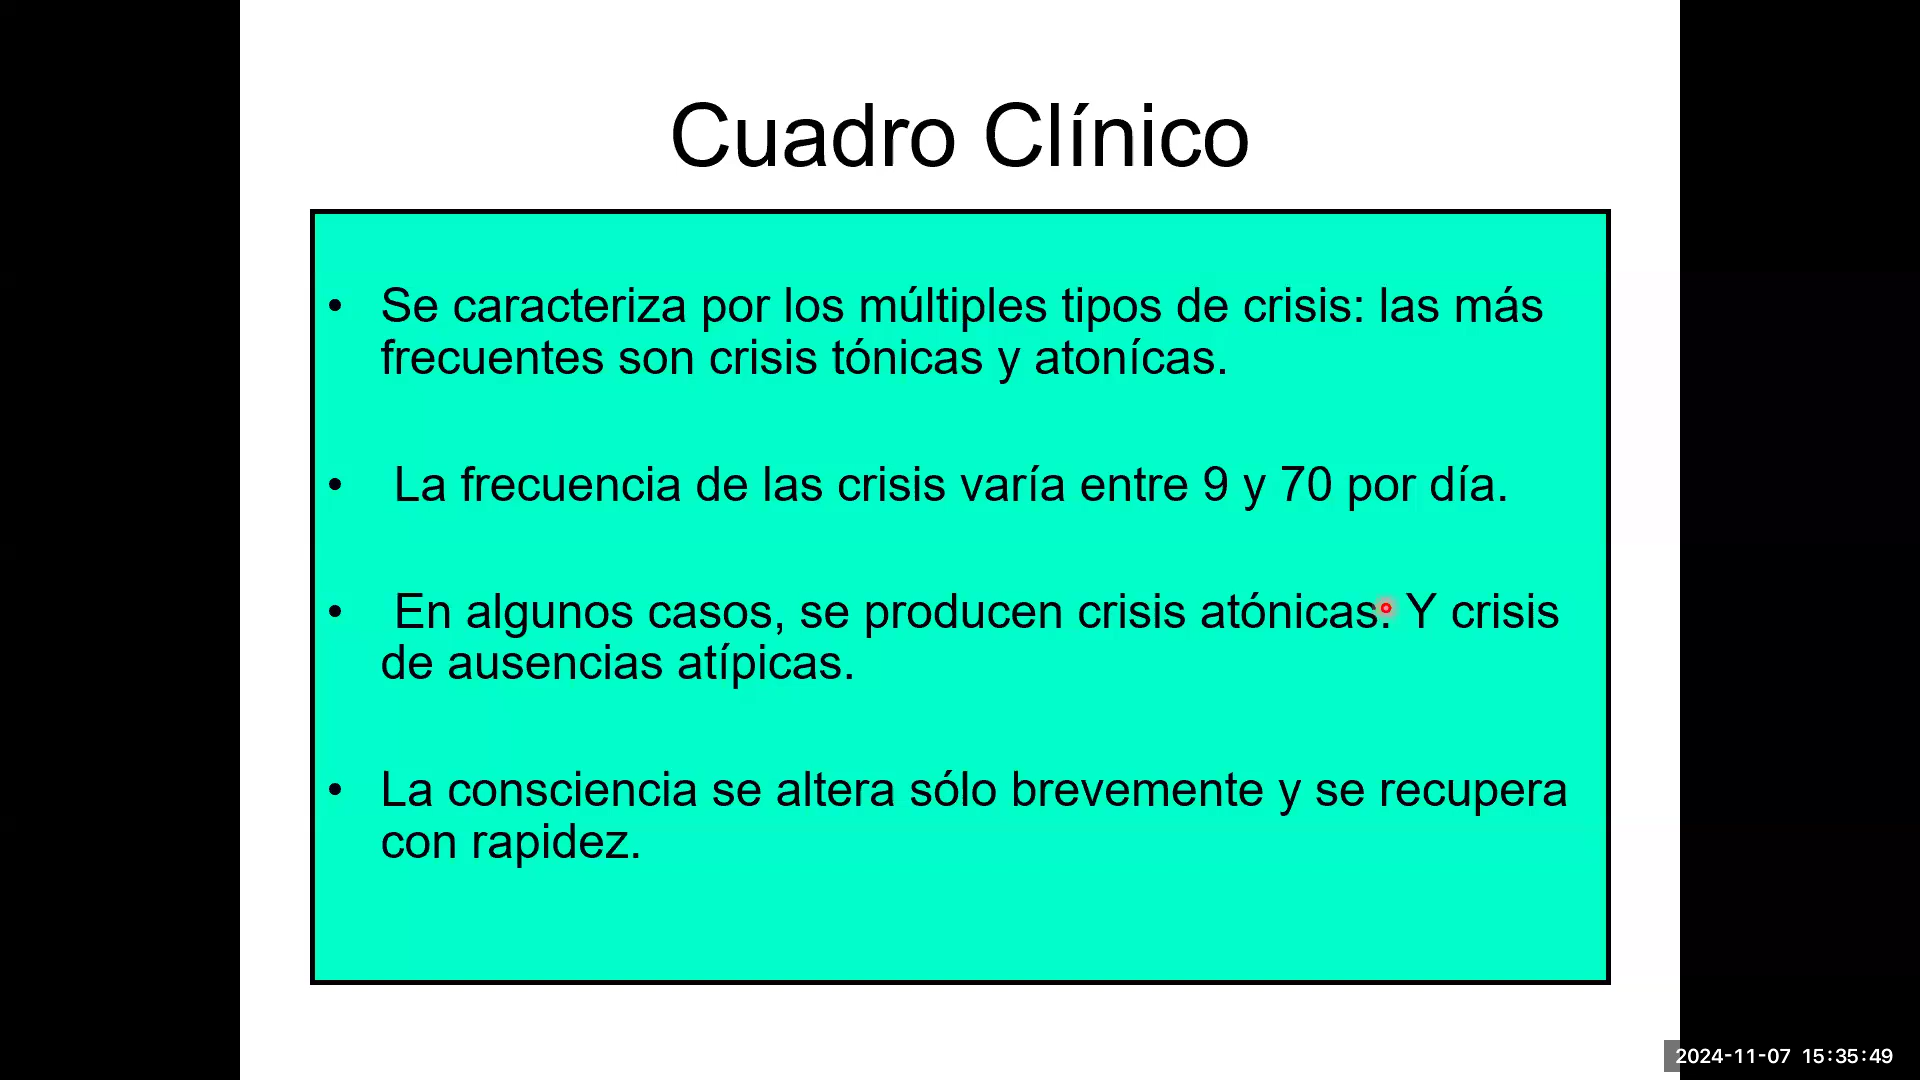 Cuadro Clínico
• Se caracteriza por los múltiples tipos de crisis: las más
frecuentes son crisis tónicas y atonícas.
• La frecuencia de las crisis varía entre 9 y 70 por día.
• En algunos casos, se producen crisis atónicas. Y crisis
de ausencias atípicas.
• La consciencia se altera sólo brevemente y se recupera
con rapidez.
2024-11-07 15:35:49